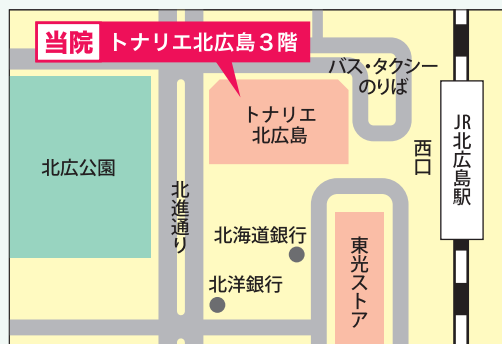 当院 トナリエ北広島３階
バス・タクシー
のりば
トナリエ
北広島
JR北広島駅
西口
北広公園
北進通り
北海道銀行
東光ストア
北洋銀行